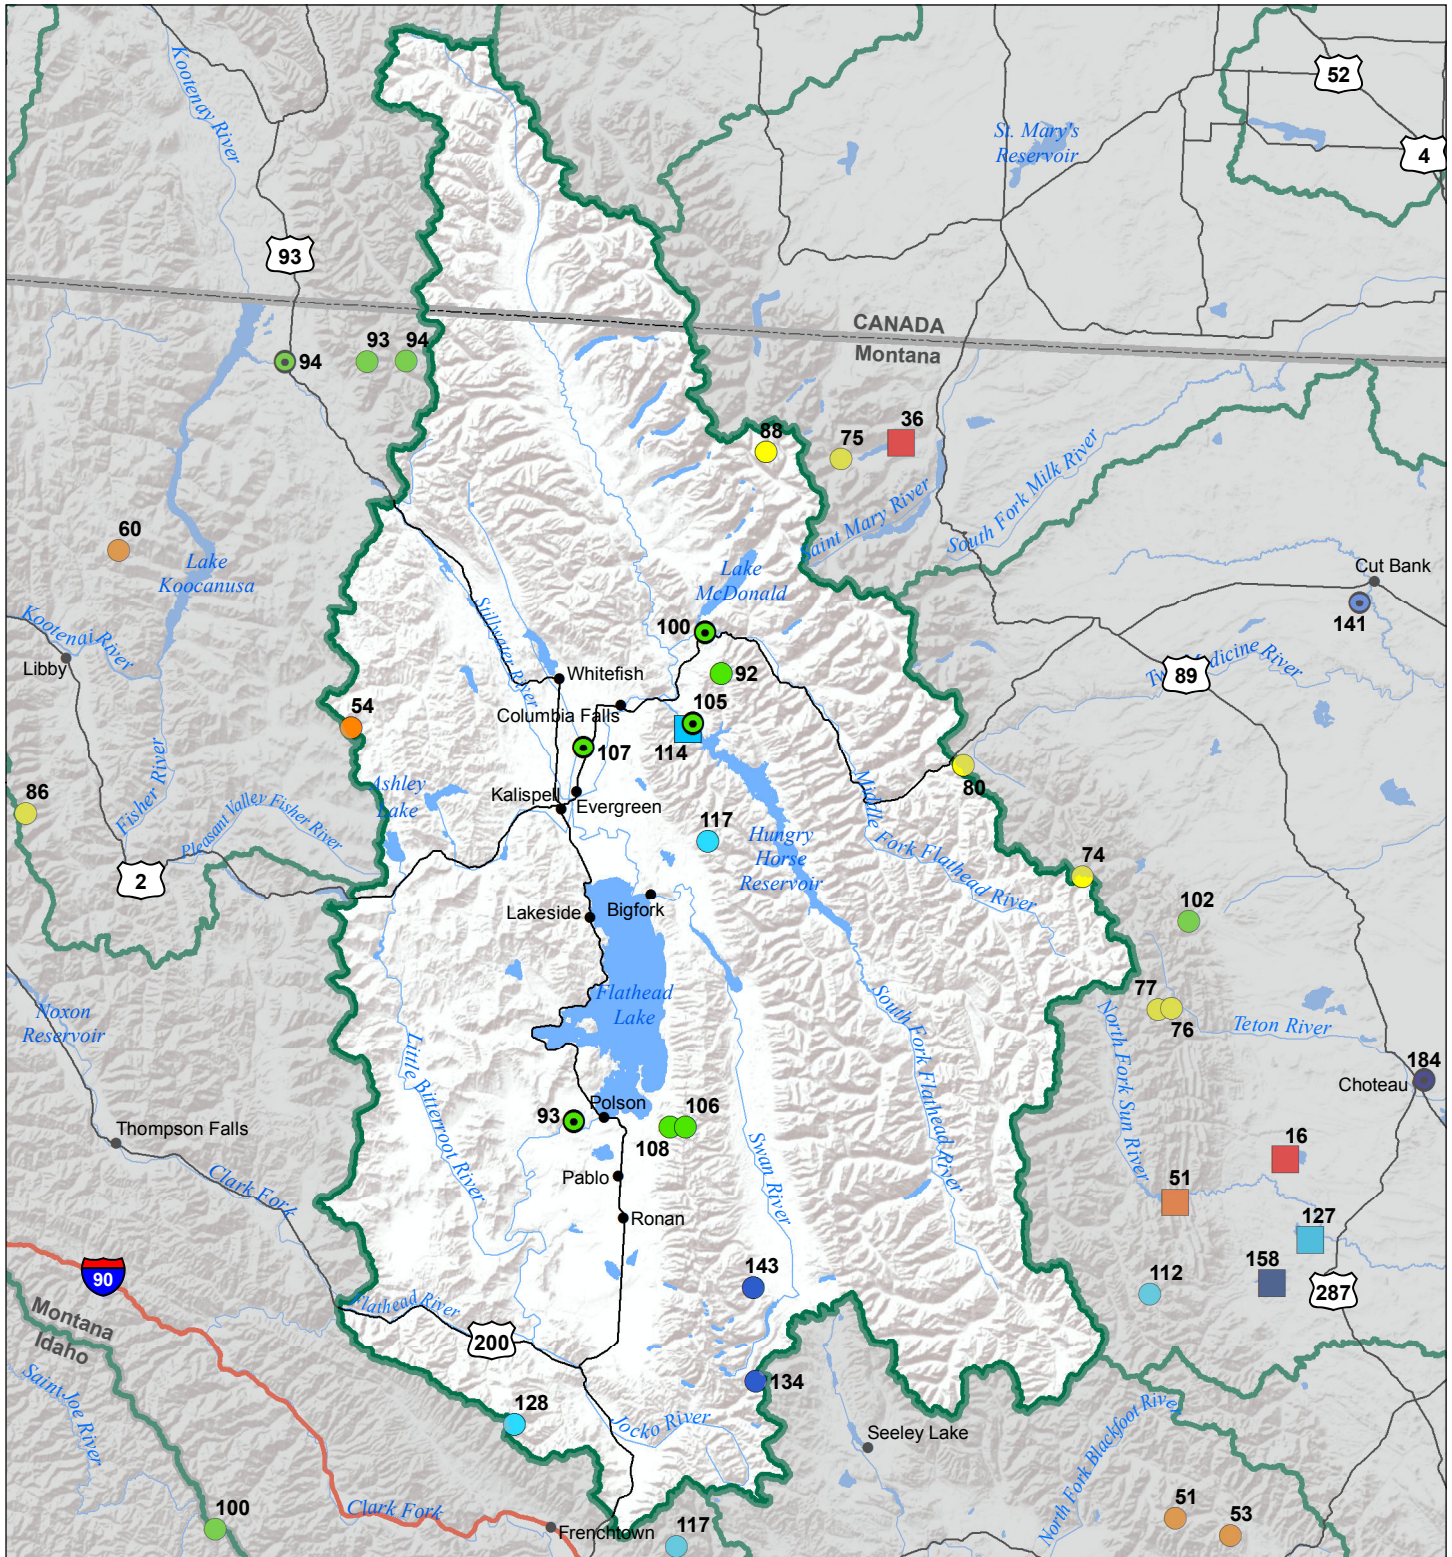 Kootenay River
52
St. Mary's
Reservoir
4
93
CANADA
Montana
94
93
94
88
75
36
Saint Mary River
South Fork Milk River
60
Lake
Koocanusa
Lake
McDonald
Cut Bank
141
Kootenai River
Libby
Stillwater River
100
Whitefish
92
89
54
Columbia Falls
105
114
107
Fisher River
Ashley
Lake
80
86
Pleasant Valley Fisher River
Kalispell
Evergreen
117
Hungry
Horse
Reservoir
Middle Fork Flathead River
2
74
Lakeside
Bigfork
102
Flathead
Lake
77
76
Noxon
Reservoir
Little Bitterroot River
South Fork Flathead River
North Fork Sun River
Teton River
184
Choteau
93
Polson
106
108
Thompson Falls
Swan River
16
Clark Fork
Pablo
51
Ronan
127
90
143
112
158
287
Montana
Idaho
Flathead River
200
134
Saint Joe River
128
Jocko River
Seeley Lake
North Fork Blackfoot River
100
Clark Fork
Frenchtown
117
51
53